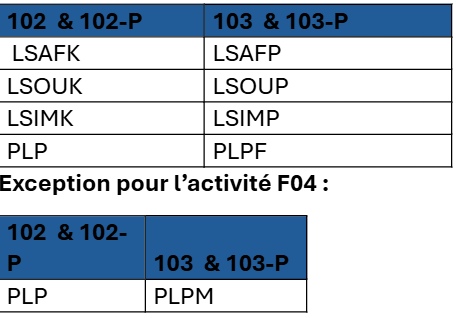 102 & 102-P 103 & 103-P
LSAFK LSAFP
LSOUK LSOUP
LSIMK LSIMP
PLP PLPF
Exception pour l’activité F04 :
102 & 102-
P 103 & 103-P
PLP PLPM